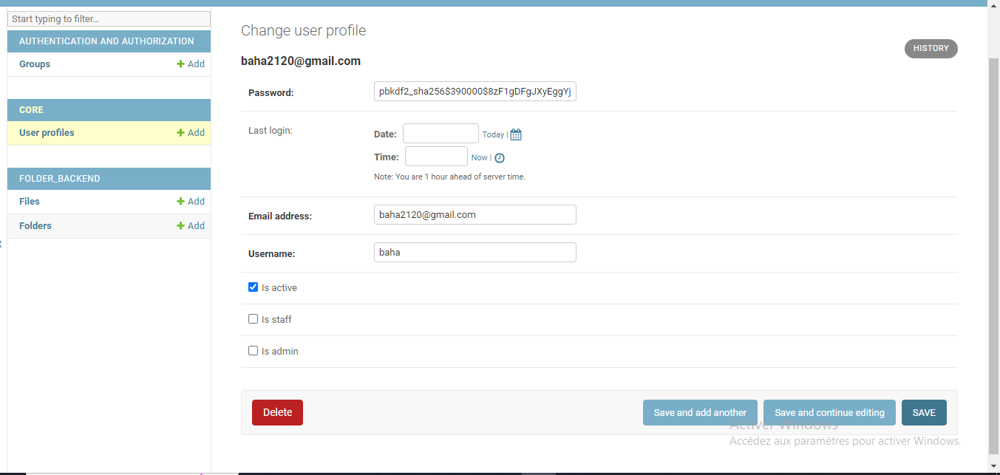 Start typing to filter...
AUTHENTICATION AND AUTHORIZATION
Groups + Add
CORE
User profiles + Add
FOLDER_BACKEND
Files + Add
Folders + Add
Change user profile
HISTORY
baha2120@gmail.com
Password: pbkdf2_sha256$390000$8zF1gDFgJXyEggYj
Last login:
Date: Today |
Time: Now |
Note: You are 1 hour ahead of server time.
Email address: baha2120@gmail.com
Username: baha
Is active
Is staff
Is admin
Delete Save and add another Save and continue editing SAVE
Activer Windows
Accédez aux paramètres pour activer Windows.